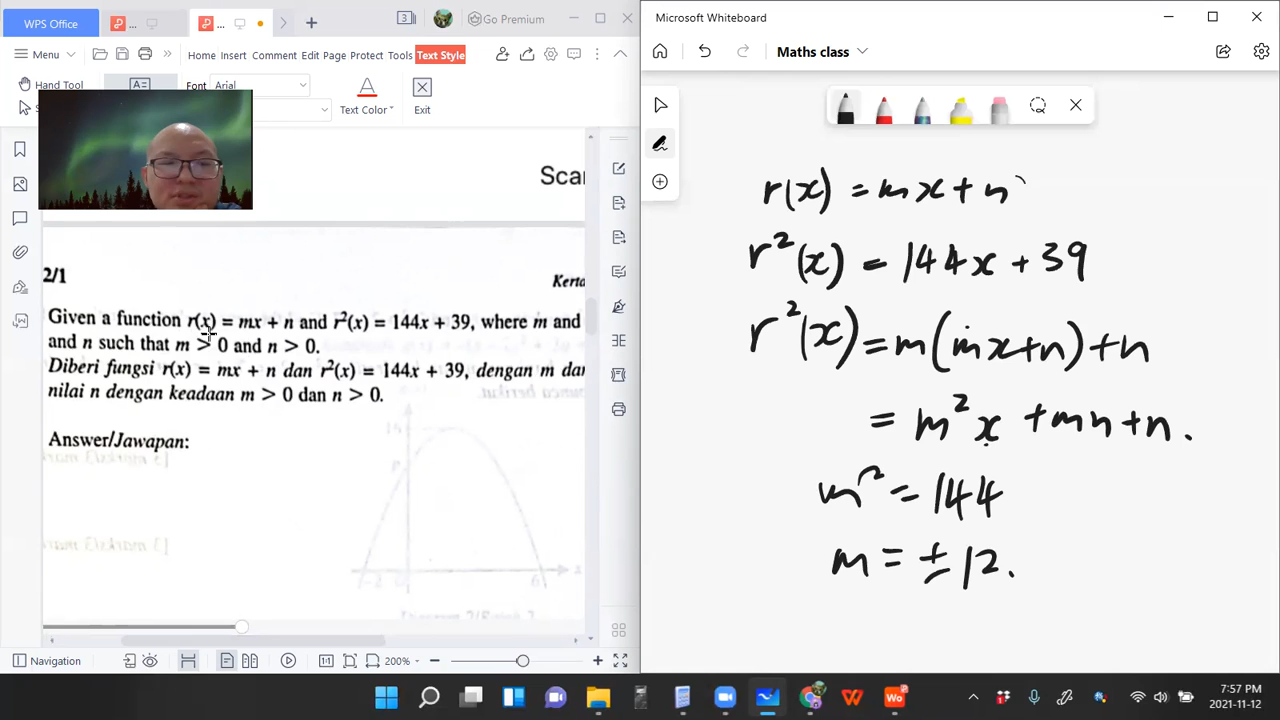 WPS Office
...
...
3
Go Premium
Menu
Home Insert Comment Edit Page Protect Tools Text Style
Hand Tool
Font Arial
Text Color
Exit
Scar
2/1
Kerta
Given a function r(x) = mx + n and r²(x) = 144x + 39, where m and
and n such that m > 0 and n > 0.
Diberi fungsi r(x) = mx + n dan r²(x) = 144x + 39, dengan m da
nilai n dengan keadaan m > 0 dan n > 0.
Answer/Jawapan:
Navigation
200%
Microsoft Whiteboard
Maths class
r(x) = mx + n
r²(x) = 144x + 39
r²(x) = m(mx+n)+n
= m²x + mn + n.
m² = 144
m = ± 12.
7:57 PM
2021-11-12